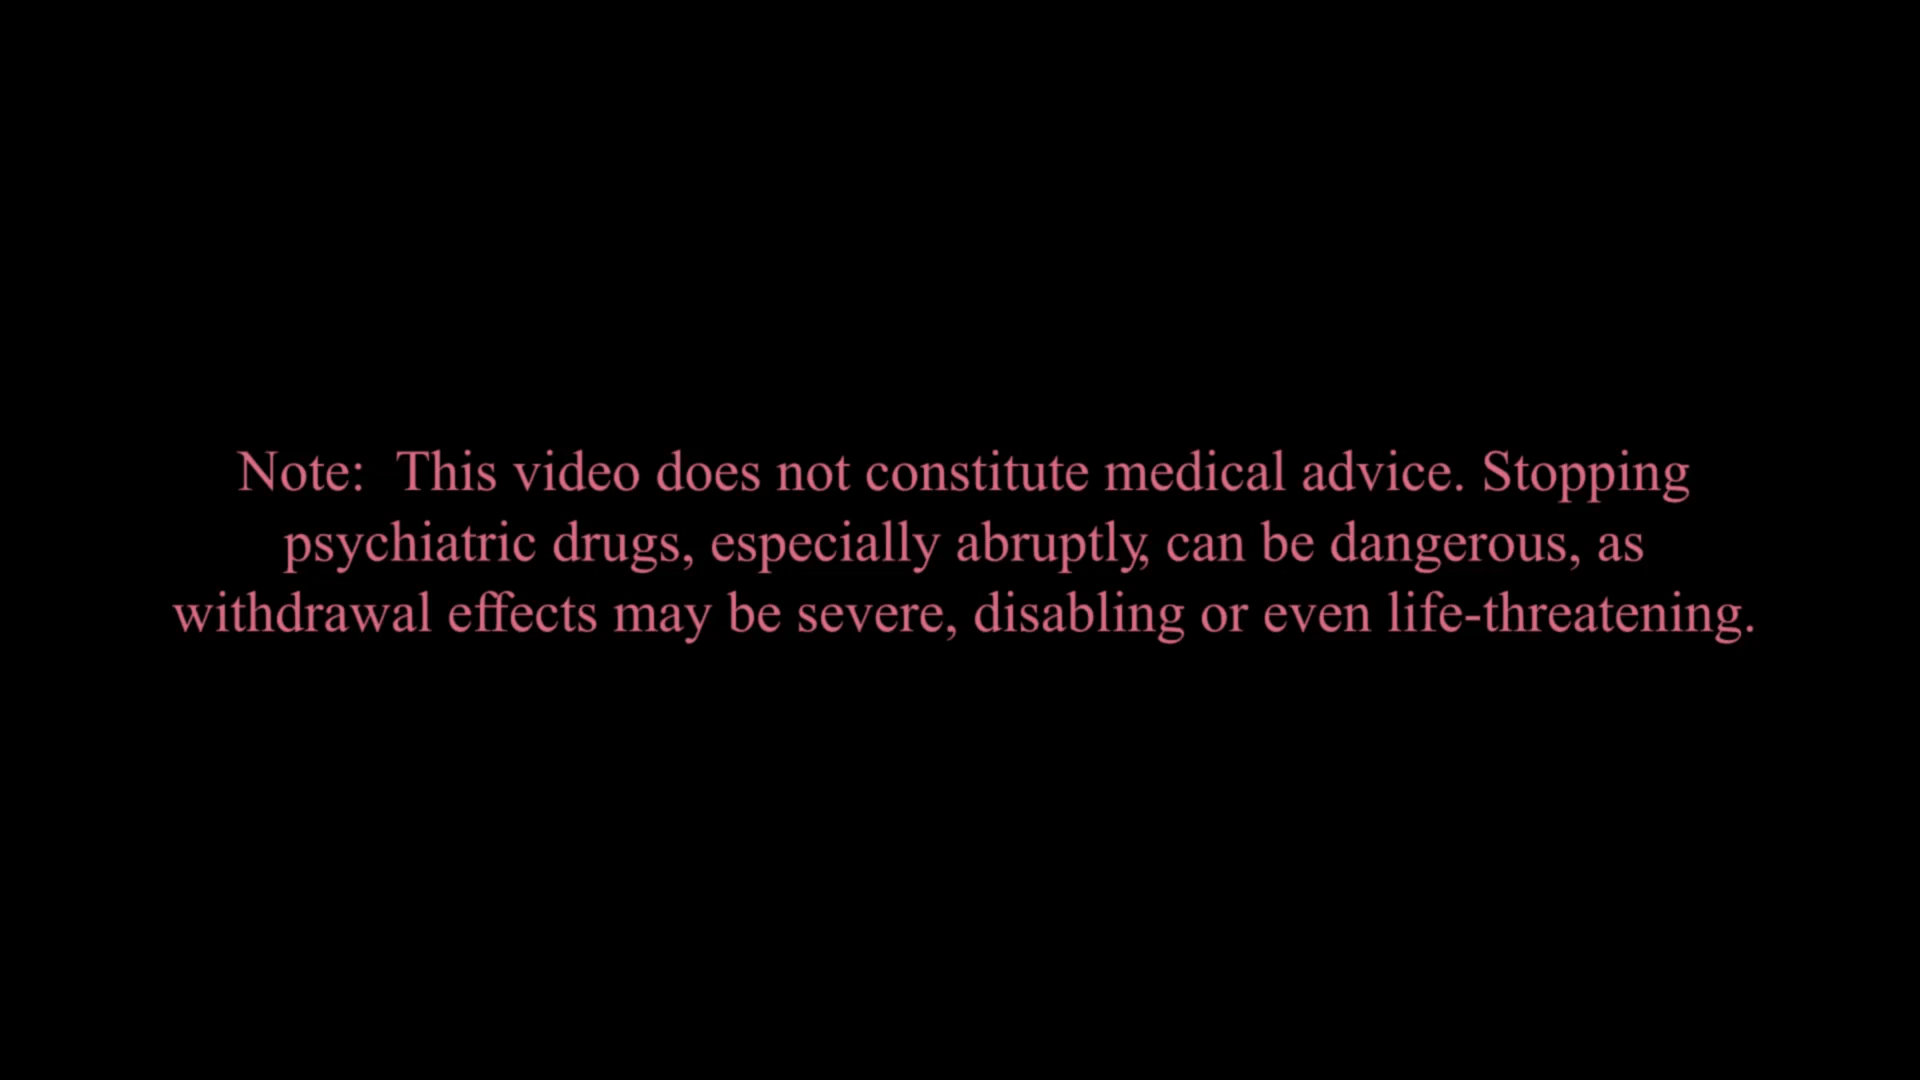 Note:  This video does not constitute medical advice. Stopping
psychiatric drugs, especially abruptly, can be dangerous, as
withdrawal effects may be severe, disabling or even life-threatening.